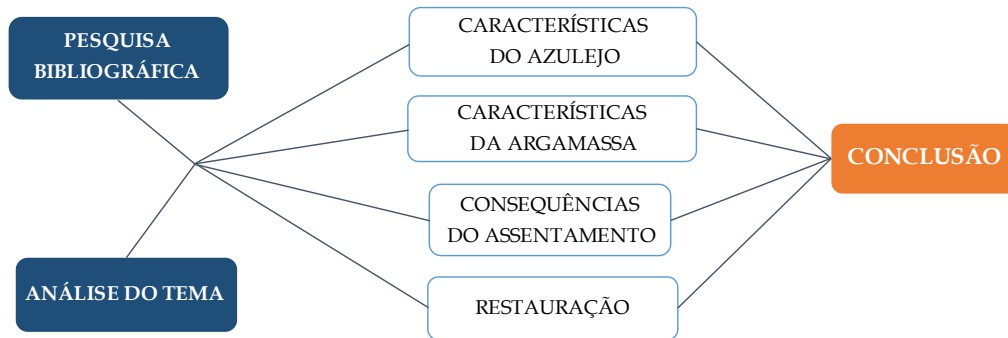 PESQUISA
BIBLIOGRÁFICA
ANÁLISE DO TEMA
CARACTERÍSTICAS
DO AZULEJO
CARACTERÍSTICAS
DA ARGAMASSA
CONSEQUÊNCIAS
DO ASSENTAMENTO
RESTAURAÇÃO
CONCLUSÃO